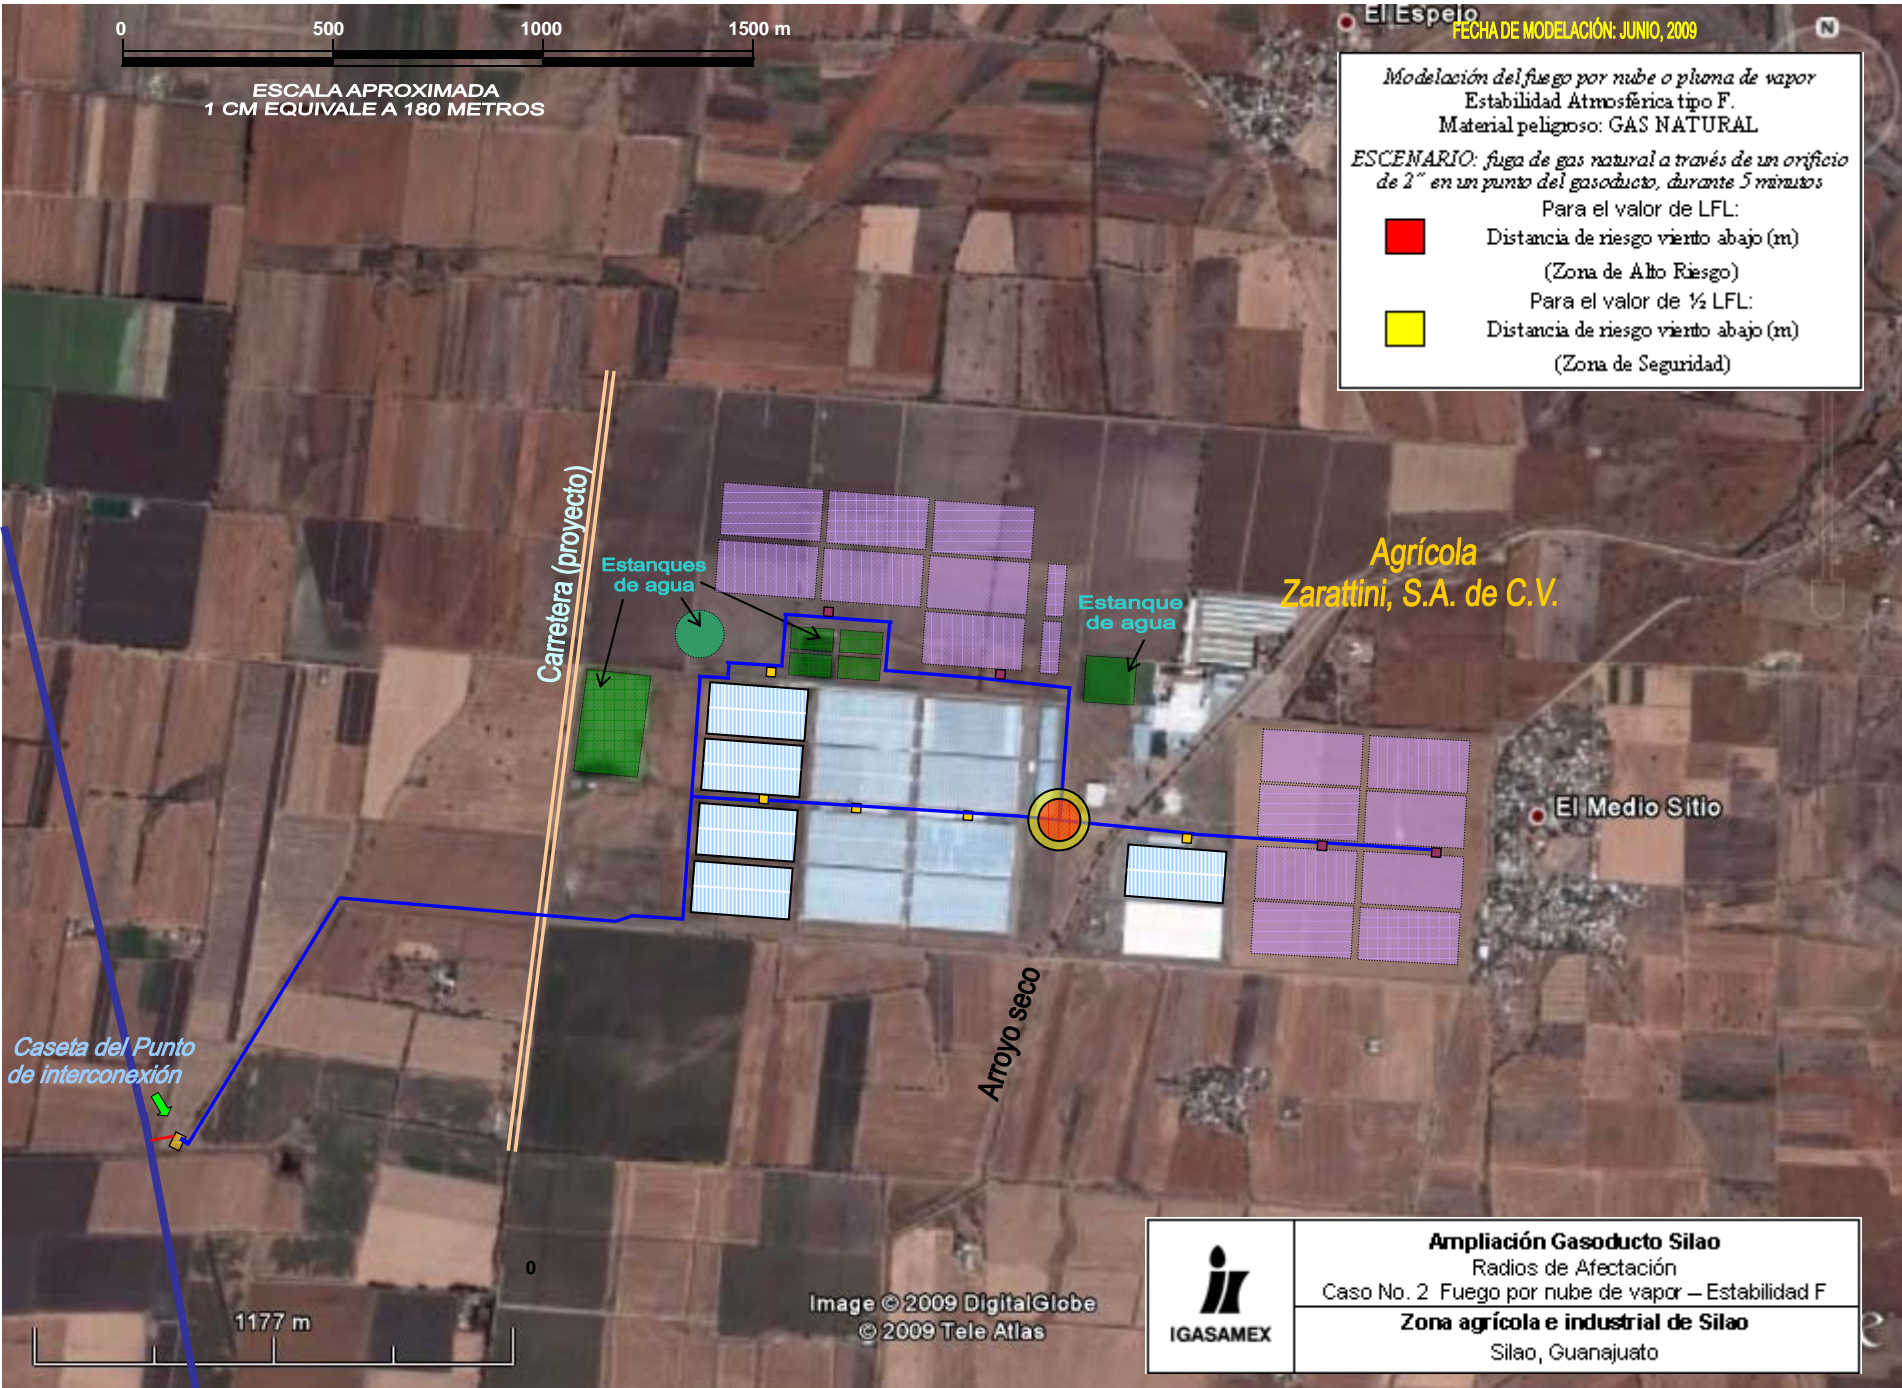 0 500 1000 1500 m
ESCALA APROXIMADA
1 CM EQUIVALE A 180 METROS
El Espejo
FECHA DE MODELACIÓN: JUNIO, 2009
N
Modelación del fuego por nube o pluma de vapor
Estabilidad Atmosférica tipo F.
Material peligroso: GAS NATURAL
ESCENARIO: fuga de gas natural a través de un orificio
de 2" en un punto del gasoducto, durante 5 minutos
Para el valor de LFL:
Distancia de riesgo viento abajo (m)
(Zona de Alto Riesgo)
Para el valor de ½ LFL:
Distancia de riesgo viento abajo (m)
(Zona de Seguridad)
Carretera (proyecto)
Estanques
de agua
Estanque
de agua
Agrícola
Zarattini, S.A. de C.V.
El Medio Sitio
Arroyo seco
Caseta del Punto
de interconexión
0
1177 m
Image © 2009 DigitalGlobe
© 2009 Tele Atlas
IGASAMEX
Ampliación Gasoducto Silao
Radios de Afectación
Caso No. 2 Fuego por nube de vapor – Estabilidad F
Zona agrícola e industrial de Silao
Silao, Guanajuato